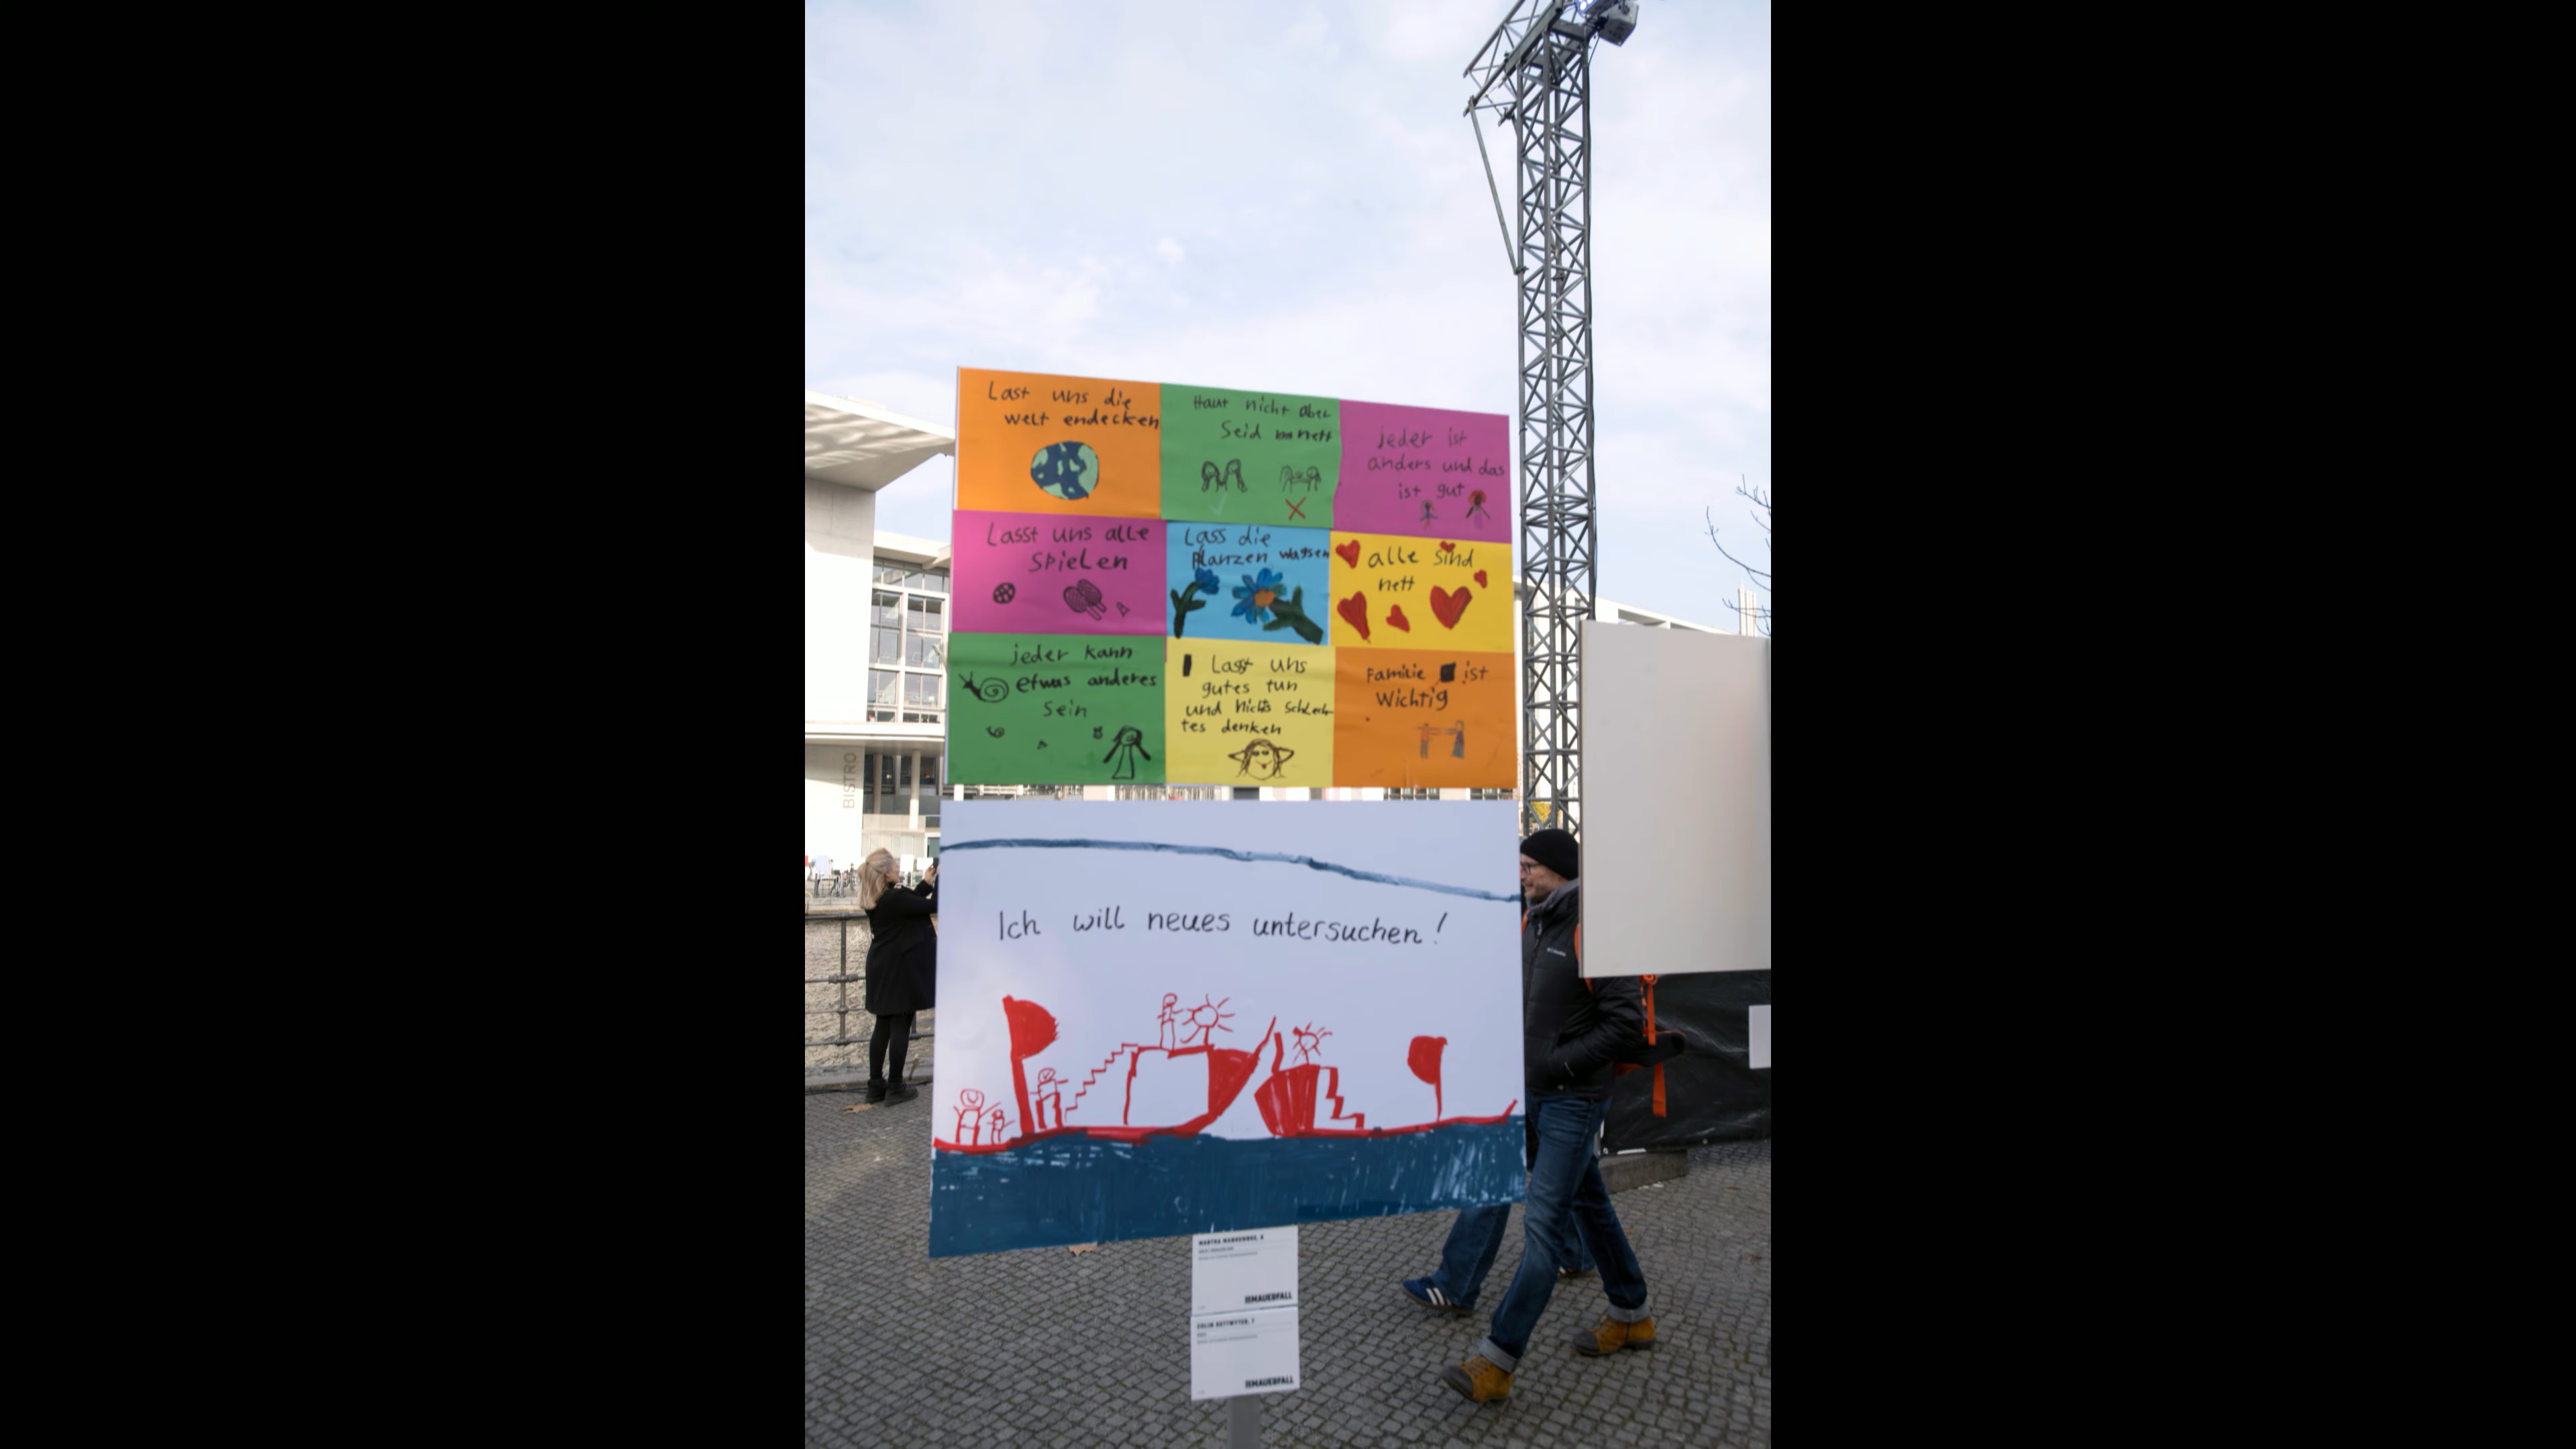 Last uns die
welt endecken
Haut nicht aber
Seid nett
jeder ist
anders und das
ist gut
Lasst uns alle
spielen
Lass die
planzen wagsen
alle sind
nett
jeder kann
etwas anderes
sein
Lasst uns
gutes tun
und nichts schlech
tes denken
Familie ist
Wichtig
Ich will neues untersuchen!
BISTRO
MAUERFALL
MAUERFALL